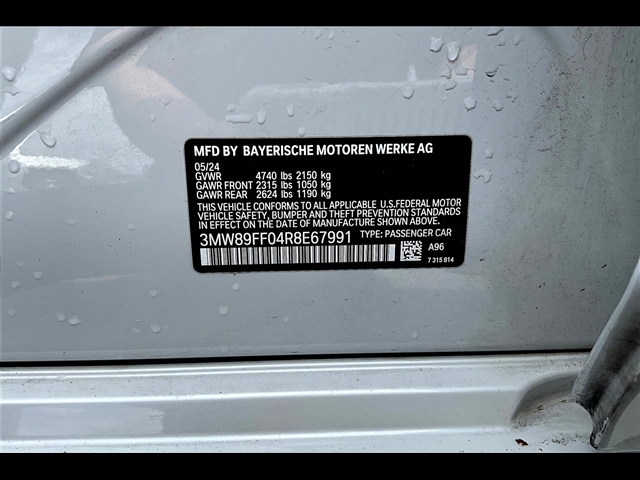 MFD BY BAYERISCHE MOTOREN WERKE AG
05/24
GVWR 4740 lbs 2150 kg
GAWR FRONT 2315 lbs 1050 kg
GAWR REAR 2624 lbs 1190 kg
THIS VEHICLE CONFORMS TO ALL APPLICABLE U.S.FEDERAL MOTOR
VEHICLE SAFETY, BUMPER AND THEFT PREVENTION STANDARDS
IN EFFECT ON THE DATE OF MANUFACTURE SHOWN ABOVE.
3MW89FF04R8E67991 TYPE: PASSENGER CAR
A96
7 315 814